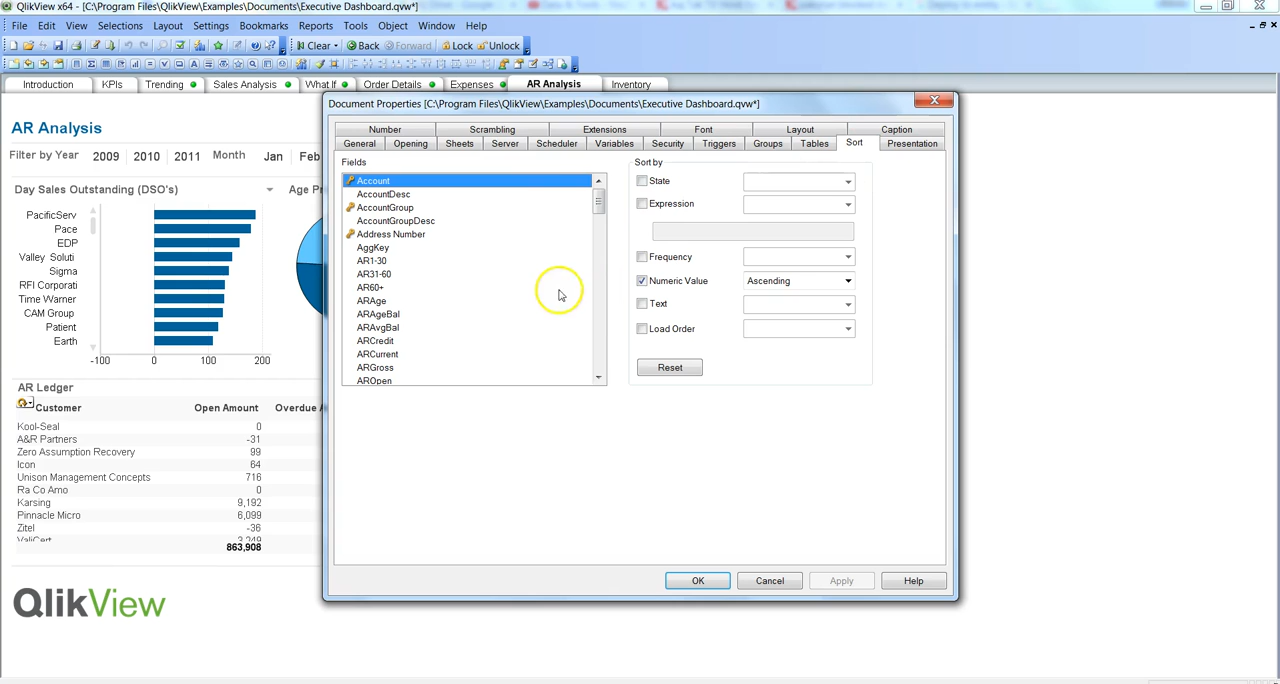 QlikView x64 - [C:\Program Files\QlikView\Examples\Documents\Executive Dashboard.qvw*]
File Edit View Selections Layout Settings Bookmarks Reports Tools Object Window Help
Clear Back Forward Lock Unlock
Introduction KPIs Trending Sales Analysis What If Order Details Expenses AR Analysis Inventory
Document Properties [C:\Program Files\QlikView\Examples\Documents\Executive Dashboard.qvw*]
Number Scrambling Extensions Font Layout Caption
General Opening Sheets Server Scheduler Variables Security Triggers Groups Tables Sort Presentation
AR Analysis
Filter by Year 2009 2010 2011 Month Jan Feb
Day Sales Outstanding (DSO's)
PacificServ
Pace
EDP
Valley Soluti
Sigma
RFI Corporati
Time Warner
CAM Group
Patient
Earth
-100 0 100 200
AR Ledger
Customer Open Amount Overdue
Kool-Seal 0
A&R Partners -31
Zero Assumption Recovery 99
Icon 64
Unison Management Concepts 716
Ra Co Amo 0
Karsing 9,192
Pinnacle Micro 6,099
Zitel -36
ValiCert 3,249
863,908
QlikView
Fields
Account
AccountDesc
AccountGroup
AccountGroupDesc
Address Number
AggKey
AR1-30
AR31-60
AR60+
ARAge
ARAgeBal
ARAvgBal
ARCredit
ARCurrent
ARGross
AROpen
Sort by
State
Expression
Frequency
Numeric Value Ascending
Text
Load Order
Reset
OK Cancel Apply Help